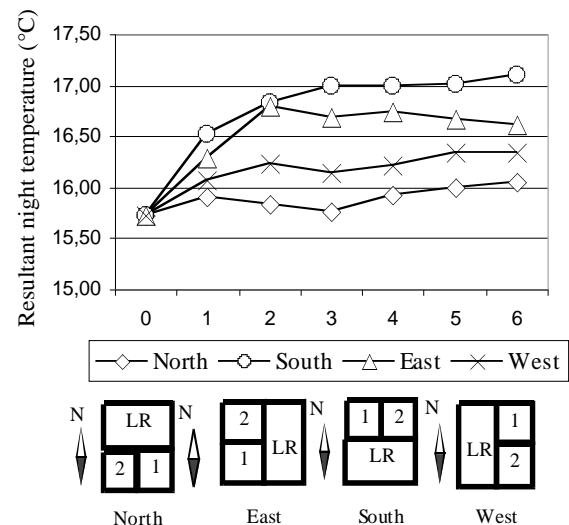 Resultant night temperature (°C)
17,50
17,00
16,50
16,00
15,50
15,00
0 1 2 3 4 5 6
North South East West
N LR 2 1
North
N 2 1 LR
East
N 1 2 LR
South
N LR 1 2
West